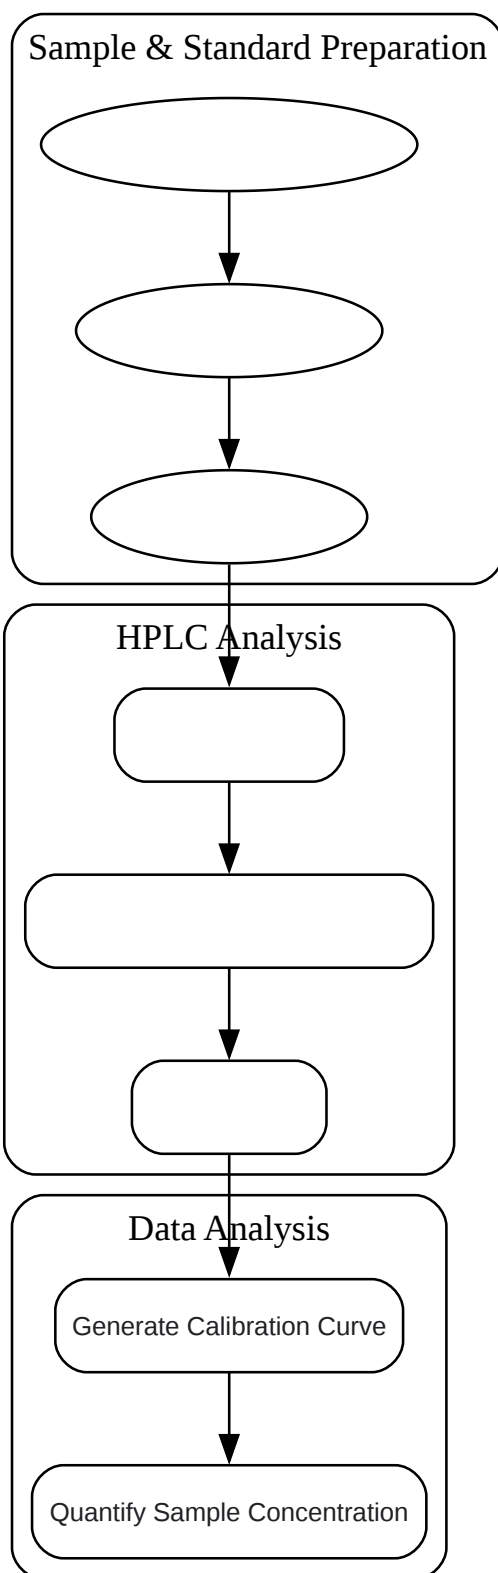 Sample & Standard Preparation
HPLC Analysis
Data Analysis
Generate Calibration Curve
Quantify Sample Concentration